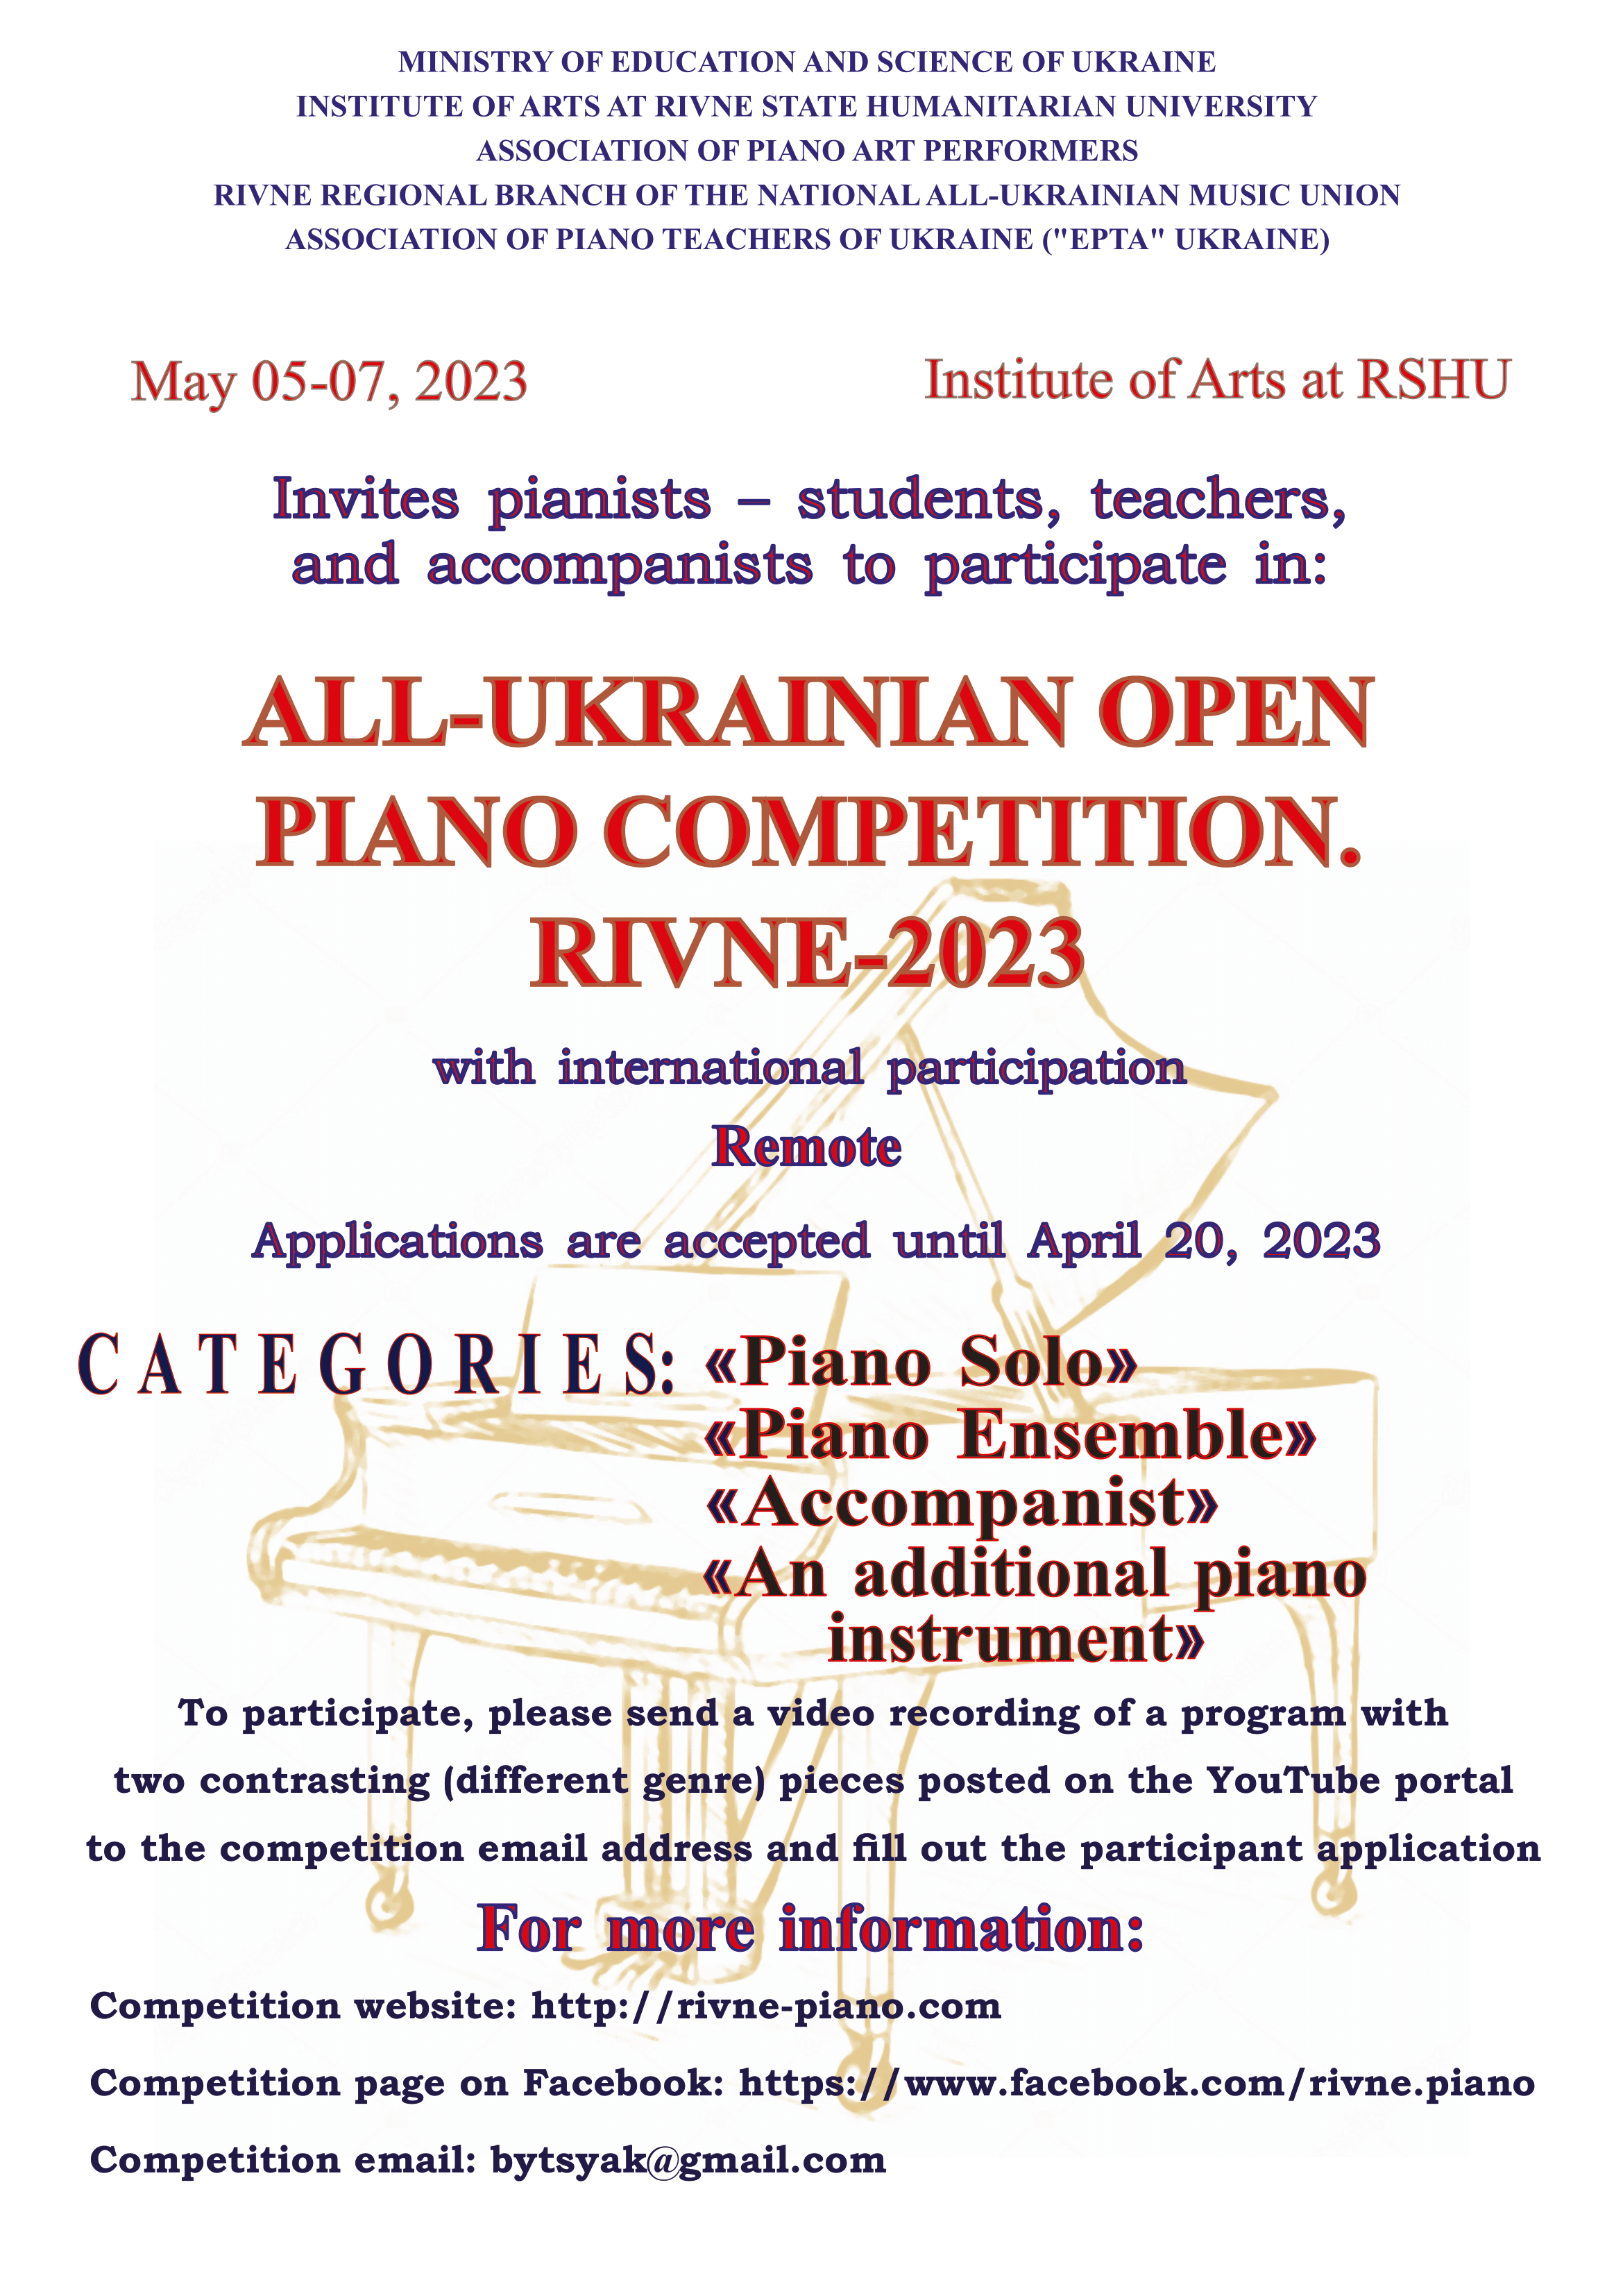 MINISTRY OF EDUCATION AND SCIENCE OF UKRAINE
INSTITUTE OF ARTS AT RIVNE STATE HUMANITARIAN UNIVERSITY
ASSOCIATION OF PIANO ART PERFORMERS
RIVNE REGIONAL BRANCH OF THE NATIONAL ALL-UKRAINIAN MUSIC UNION
ASSOCIATION OF PIANO TEACHERS OF UKRAINE ("EPTA" UKRAINE)
May 05-07, 2023 Institute of Arts at RSHU
Invites pianists – students, teachers,
and accompanists to participate in:
ALL-UKRAINIAN OPEN
PIANO COMPETITION.
RIVNE-2023
with international participation
Remote
Applications are accepted until April 20, 2023
CATEGORIES: «Piano Solo»
«Piano Ensemble»
«Accompanist»
«An additional piano
instrument»
To participate, please send a video recording of a program with
two contrasting (different genre) pieces posted on the YouTube portal
to the competition email address and fill out the participant application
For more information:
Competition website: http://rivne-piano.com
Competition page on Facebook: https://www.facebook.com/rivne.piano
Competition email: bytsyak@gmail.com